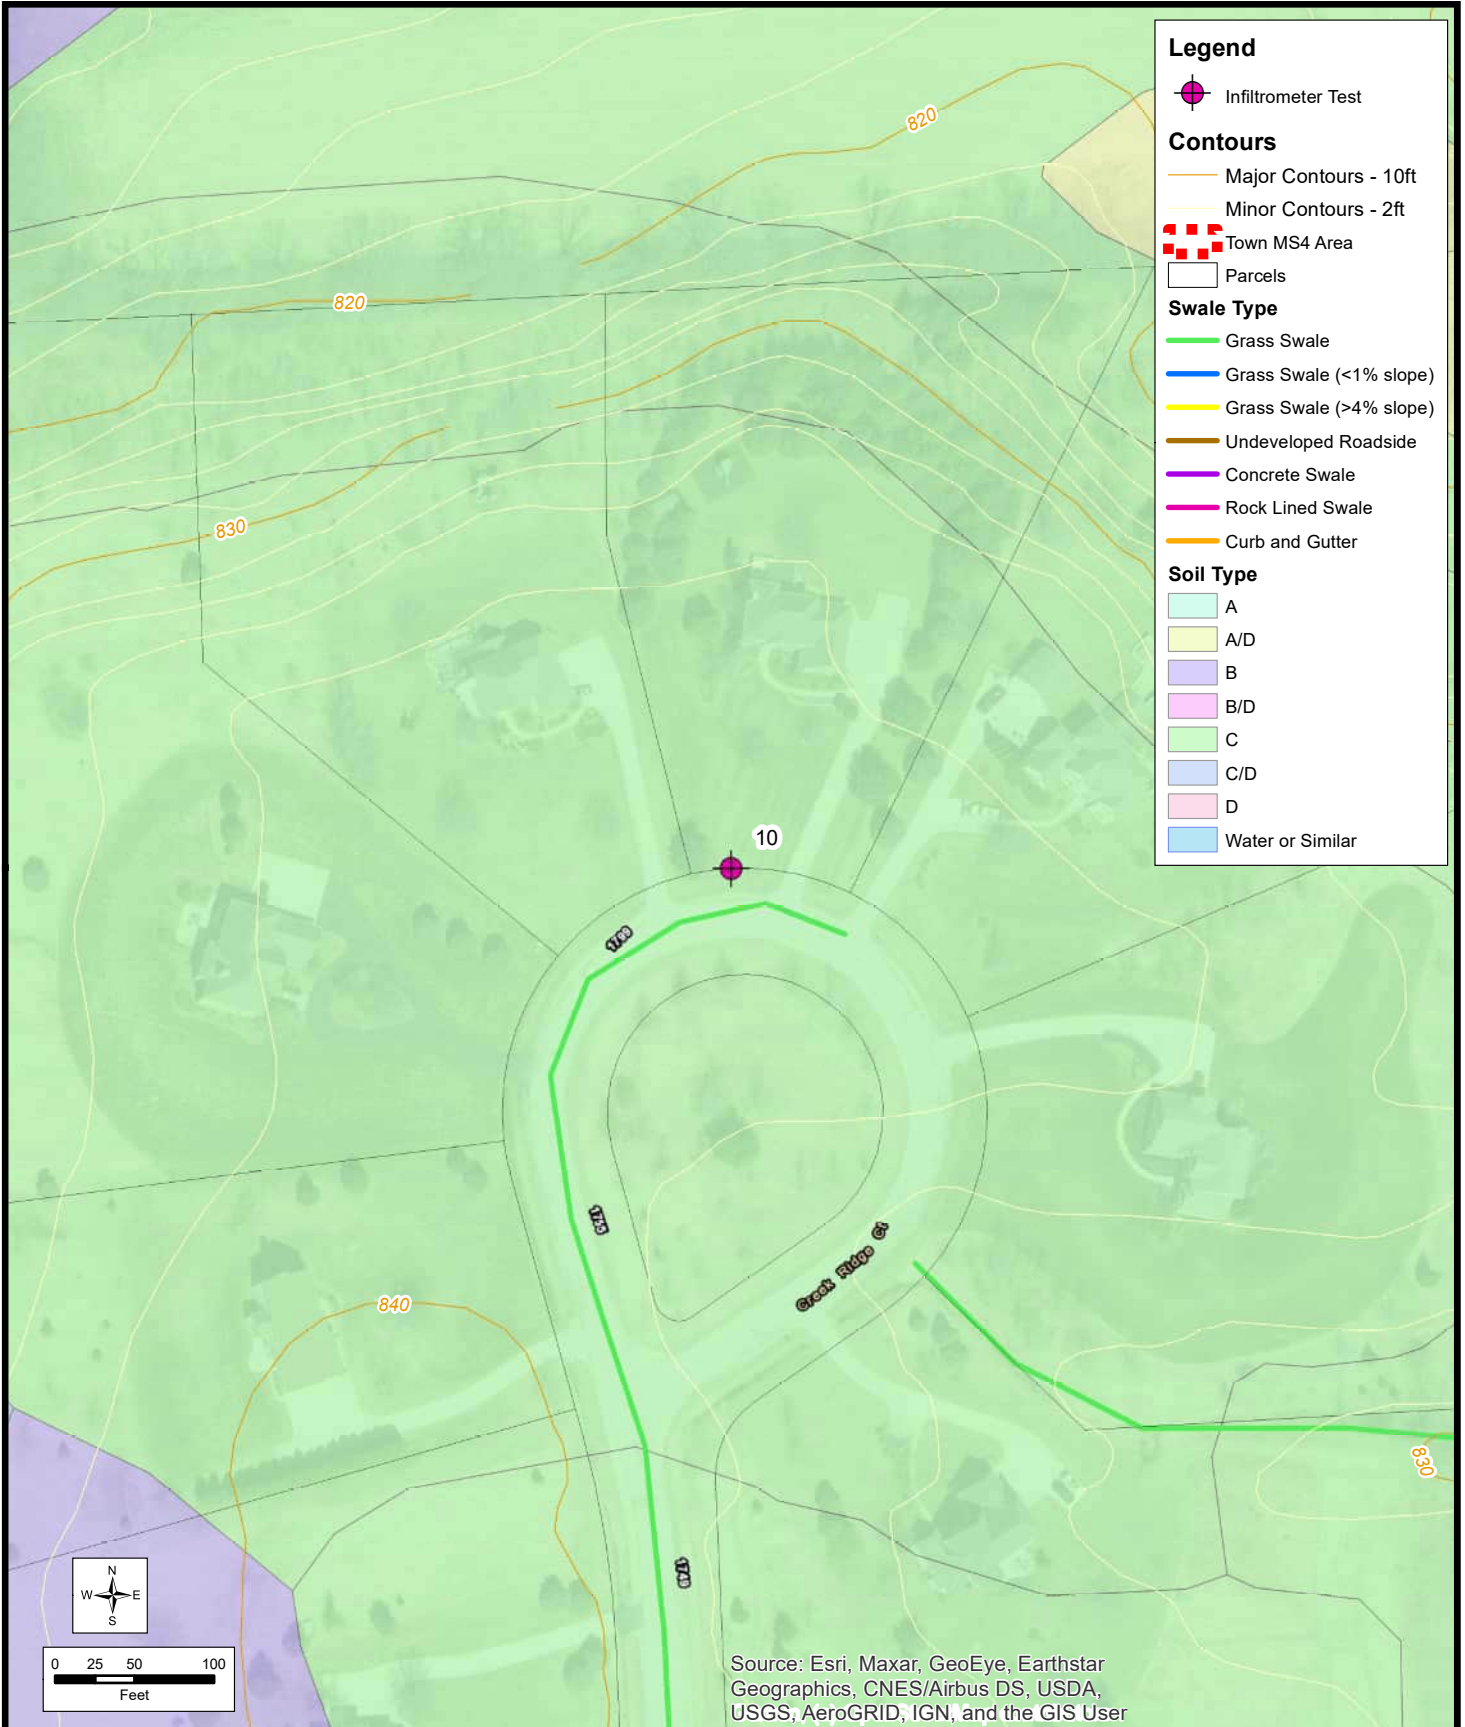 Legend
Infiltrometer Test
Contours
Major Contours - 10ft
Minor Contours - 2ft
Town MS4 Area
Parcels
Swale Type
Grass Swale
Grass Swale (<1% slope)
Grass Swale (>4% slope)
Undeveloped Roadside
Concrete Swale
Rock Lined Swale
Curb and Gutter
Soil Type
A
A/D
B
B/D
C
C/D
D
Water or Similar
820
820
830
10
1799
1745
Creek Ridge Ct
840
830
N
W E
S
0 25 50 100
Feet
Source: Esri, Maxar, GeoEye, Earthstar
Geographics, CNES/Airbus DS, USDA,
USGS, AeroGRID, IGN, and the GIS User